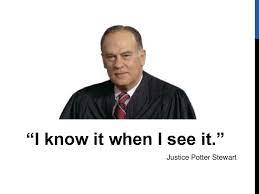 “I know it when I see it.”
Justice Potter Stewart